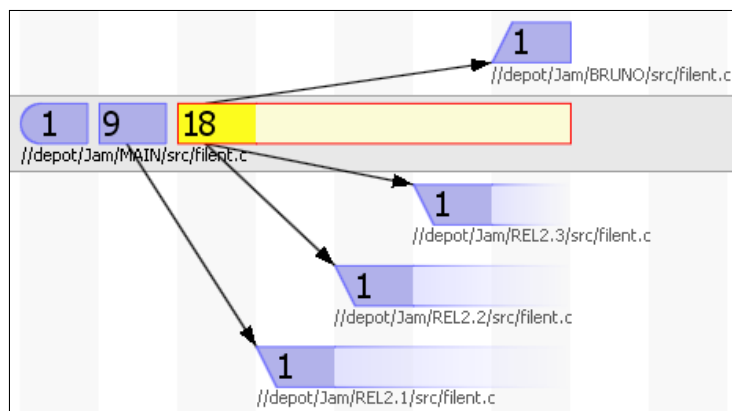 1
//depot/Jam/BRUNO/src/filent.c
1 9 18
//depot/Jam/MAIN/src/filent.c
1
//depot/Jam/REL2.3/src/filent.c
1
//depot/Jam/REL2.2/src/filent.c
1
//depot/Jam/REL2.1/src/filent.c